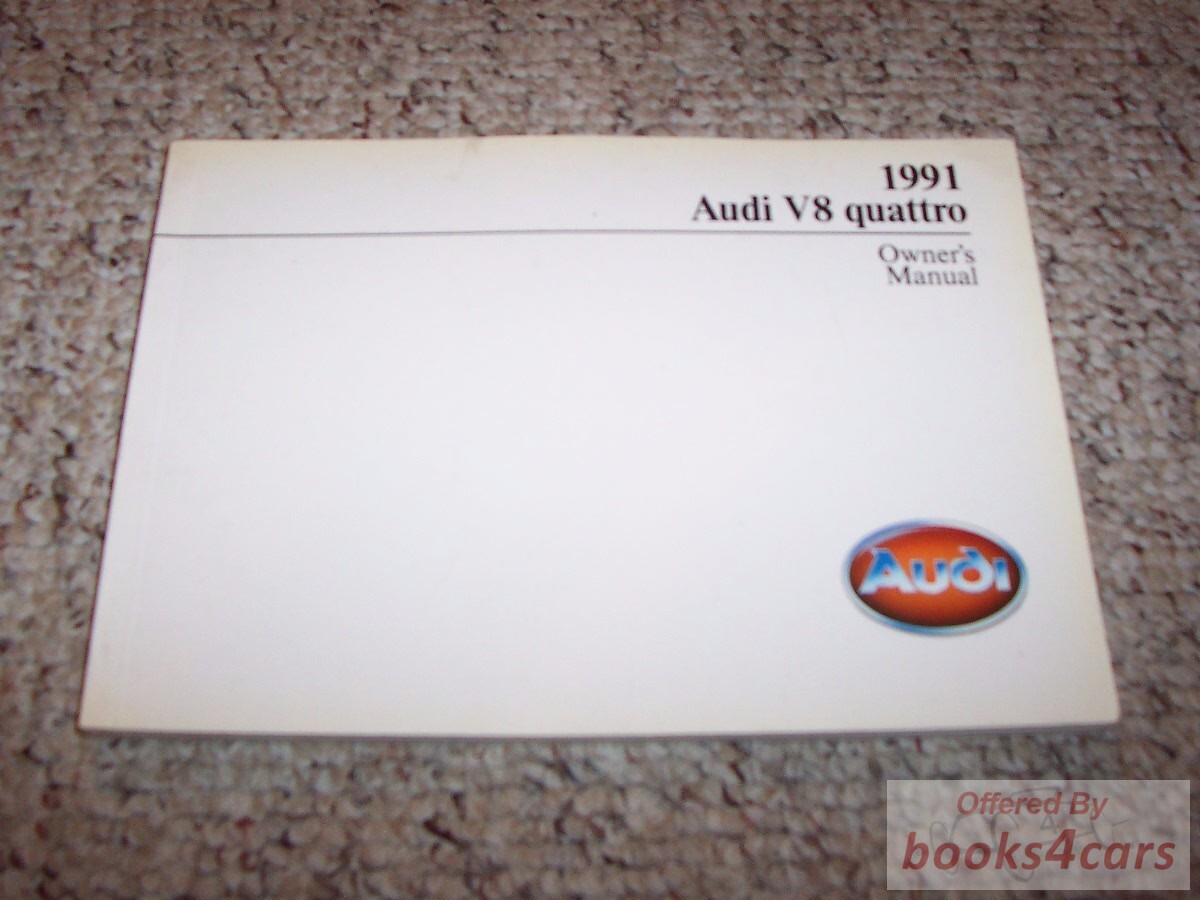 1991
Audi V8 quattro
Owner's
Manual
Audi
Offered By
books4cars